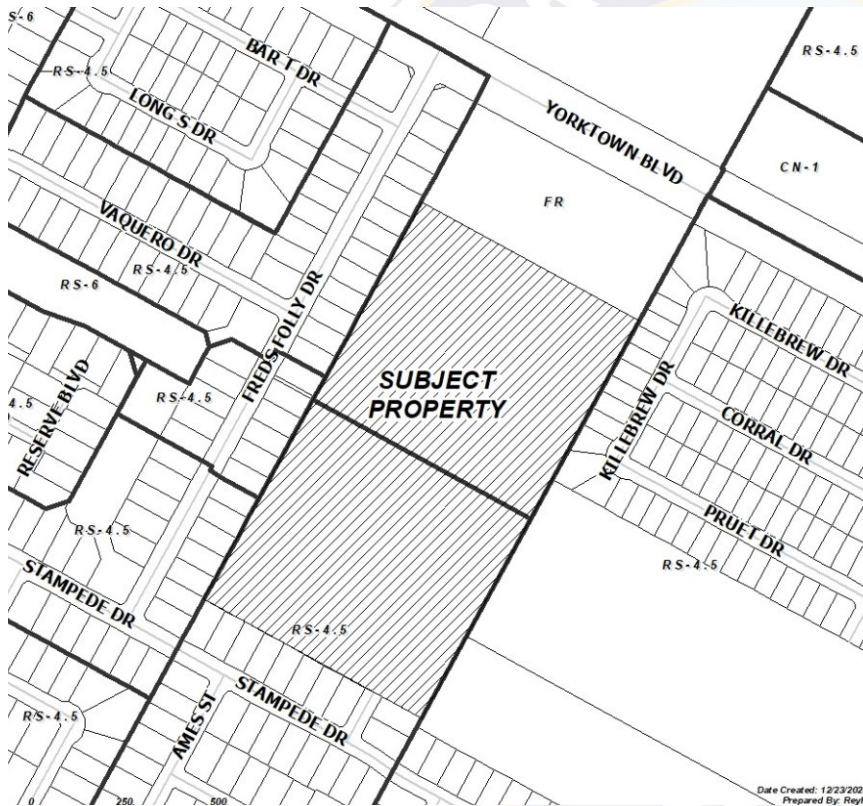 S-6
RS-4.5
BAR T DR
LONG S DR
RS-4.5
YORKTOWN BLVD
CN-1
FR
VAQUERO DR
RS-4.5
RS-6
FREDS FOLLY DR
KILLEBREW DR
SUBJECT
PROPERTY
RS-4.5
4.5
RESERVE BLVD
KILLEBREW DR
CORRAL DR
PRUET DR
RS-4.5
RS-4.5
STAMPEDE DR
RS-4.5
RS-4.5
AMES ST
STAMPEDE DR
0 250 500
Date Created: 12/23/202
Prepared By: Rey